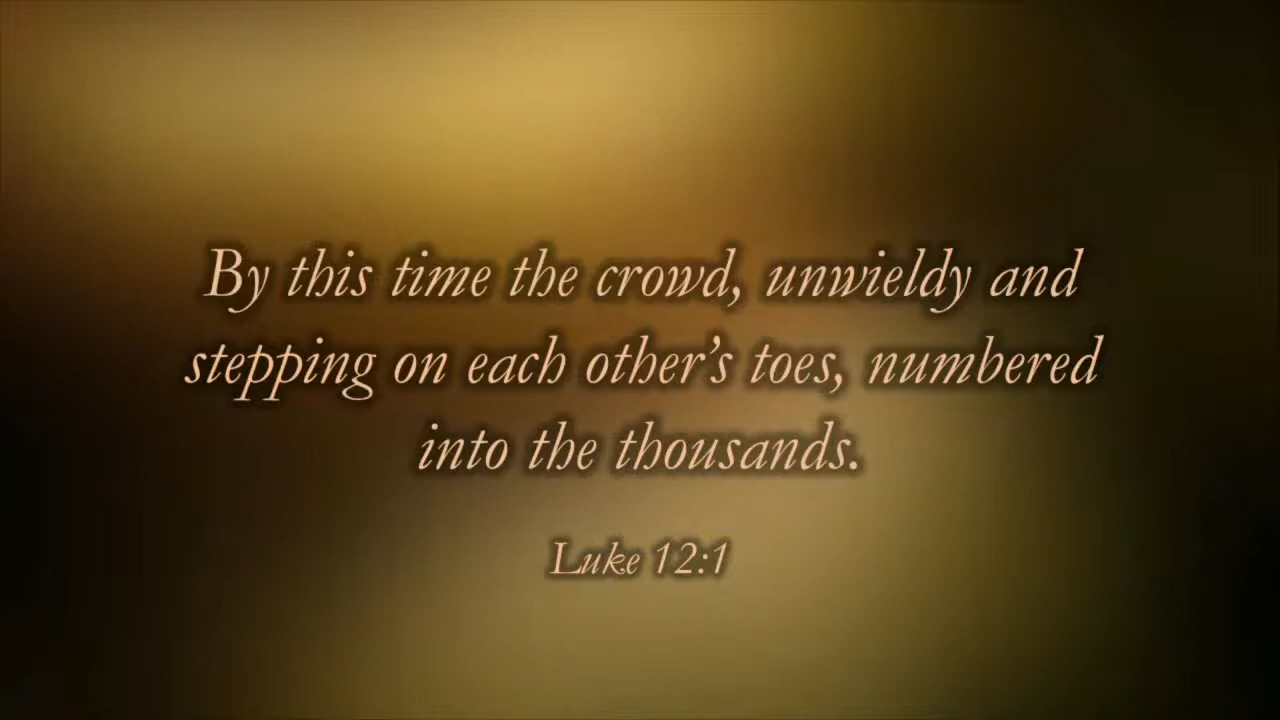 By this time the crowd, unwieldy and
stepping on each other’s toes, numbered
into the thousands.
Luke 12:1